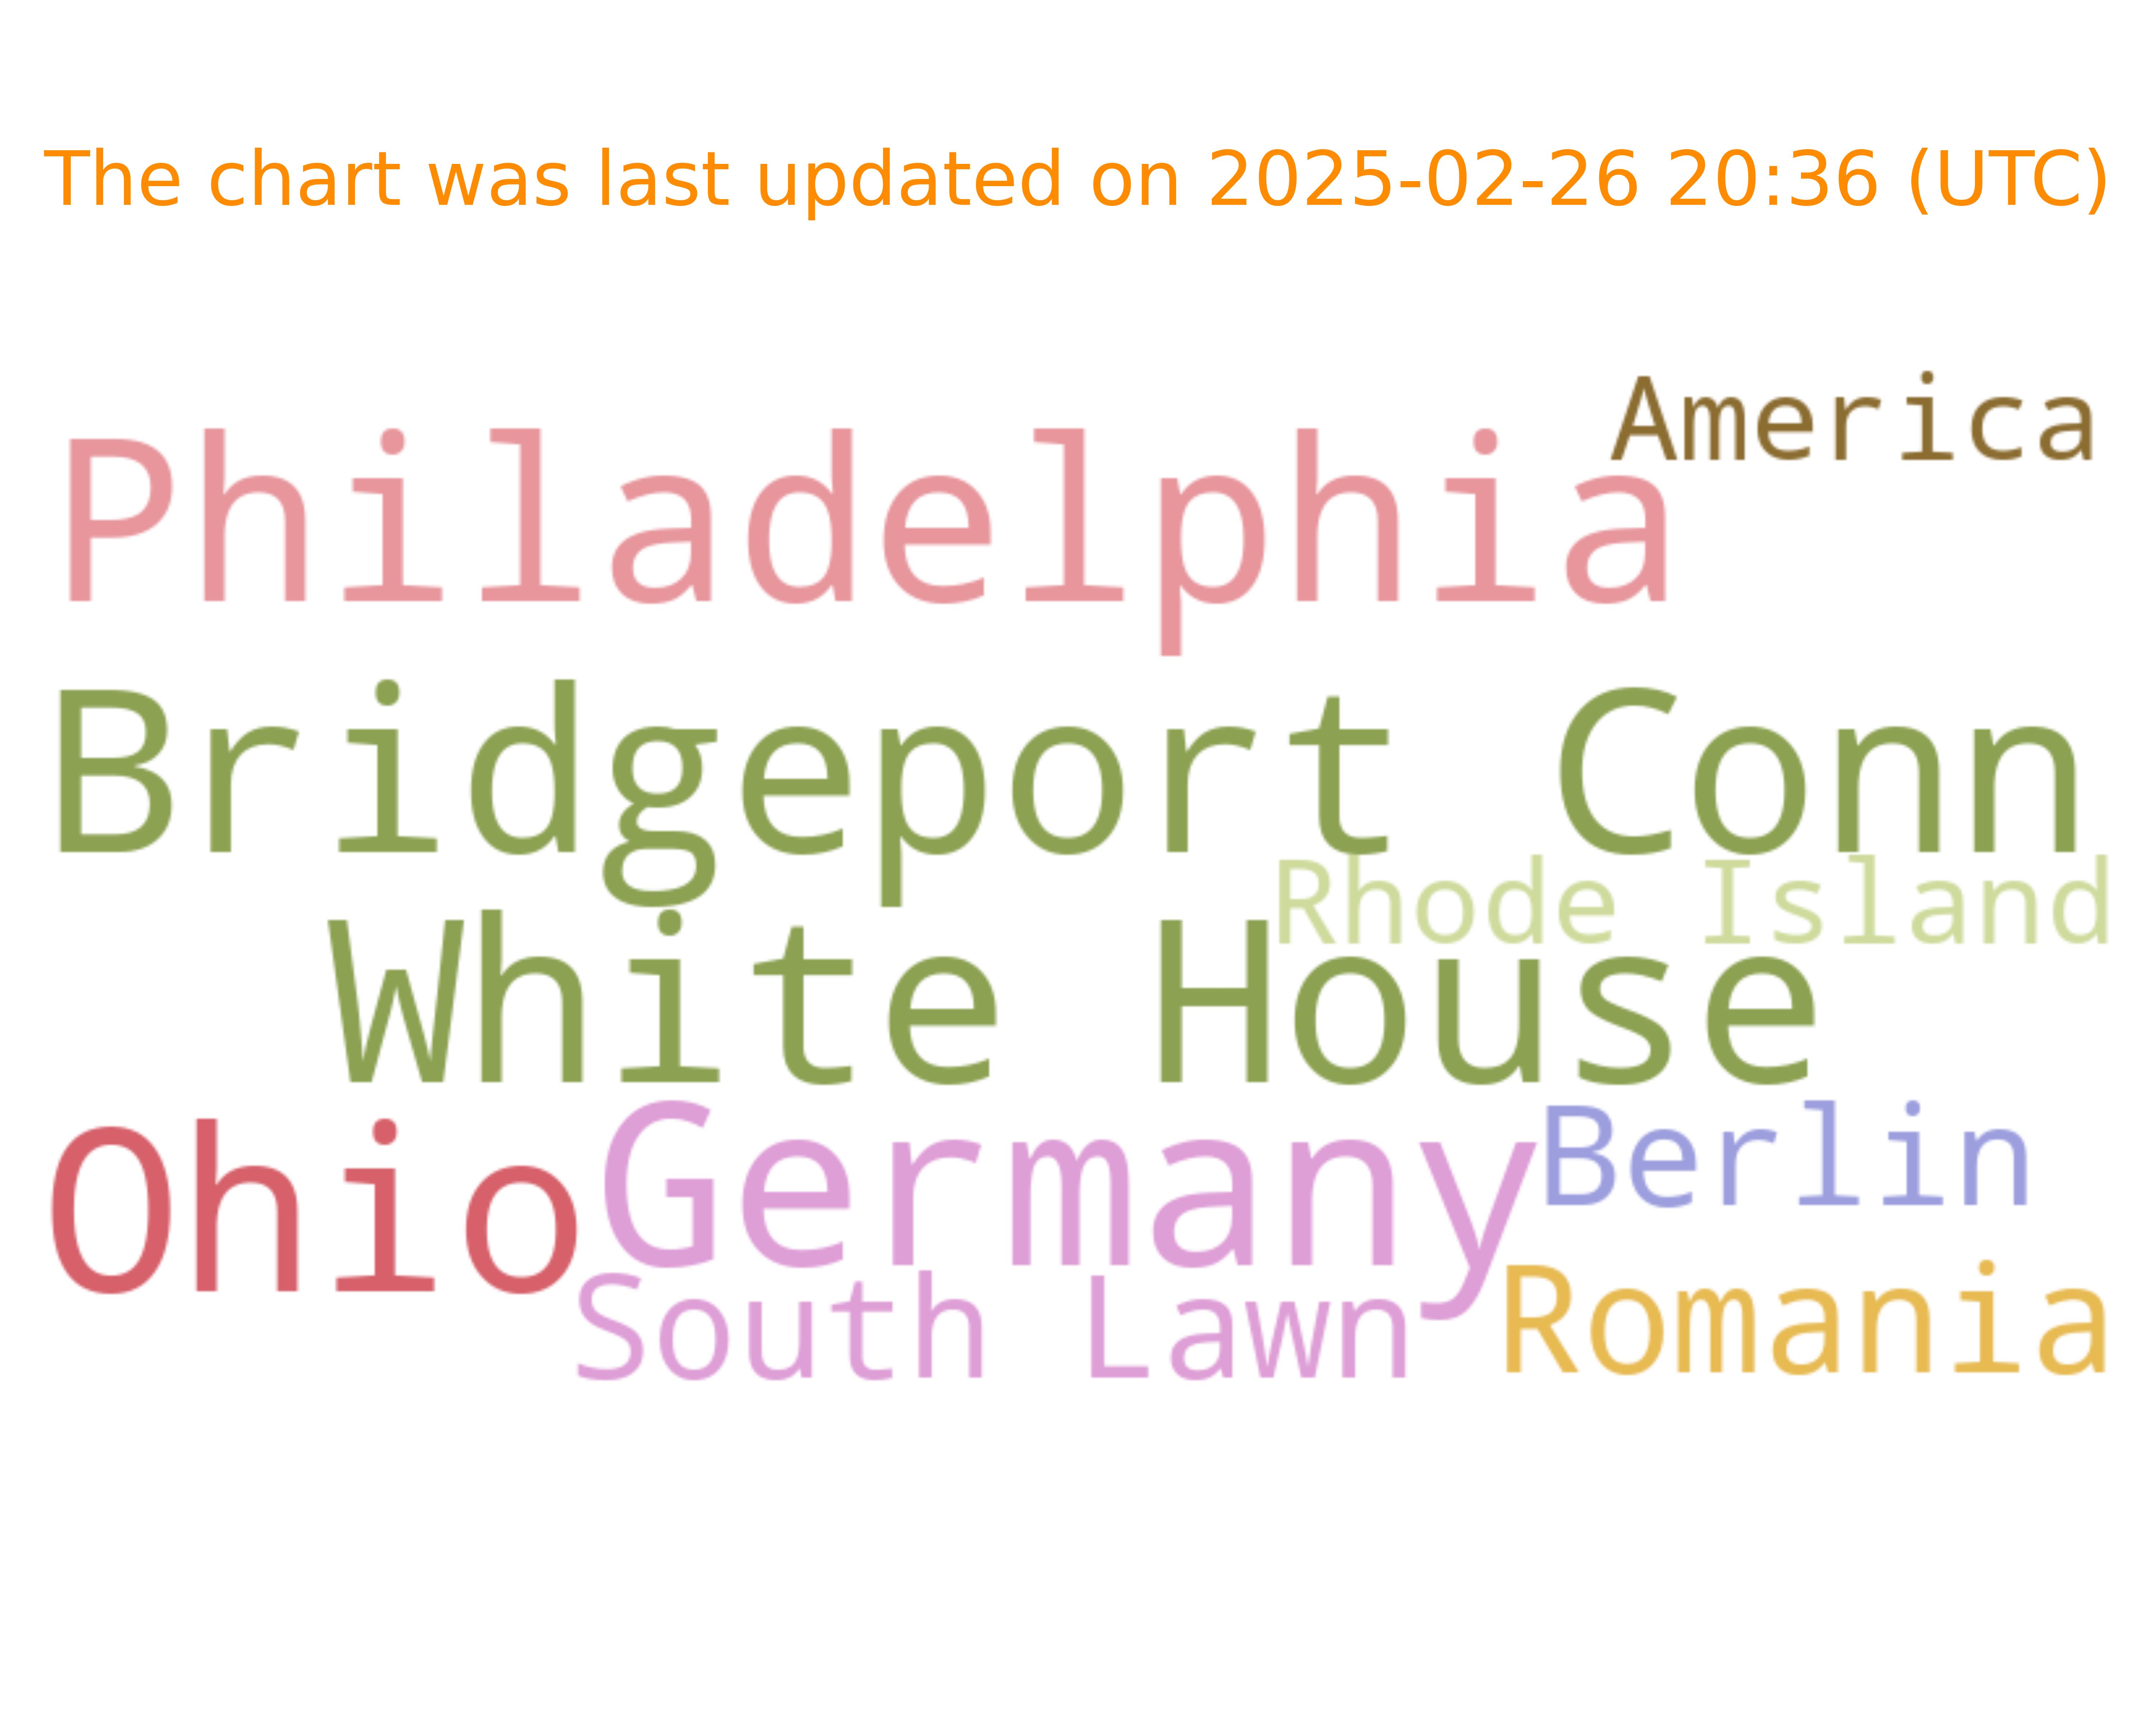 The chart was last updated on 2025-02-26 20:36 (UTC)
America
Philadelphia
Bridgeport Conn
Rhode Island
White House
Ohio Germany Berlin
South Lawn Romania